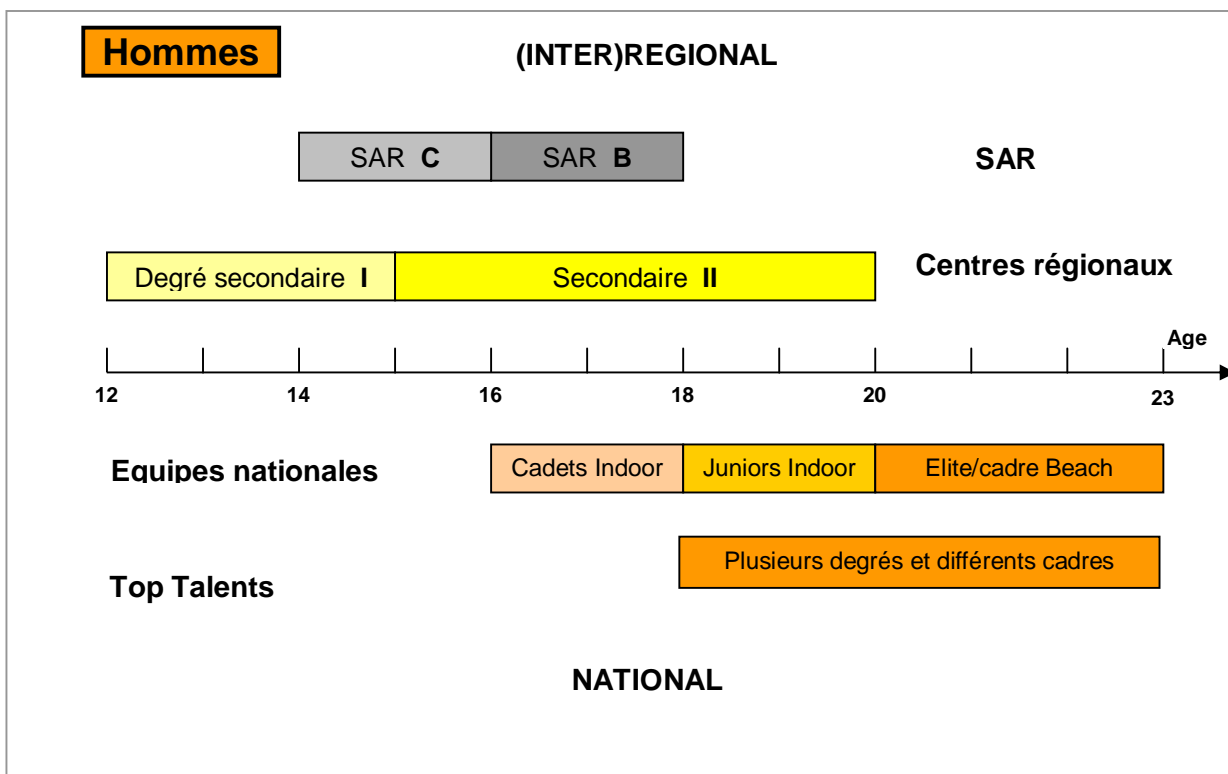 Hommes
(INTER)REGIONAL
SAR C
SAR B
SAR
Degré secondaire I
Secondaire II
Centres régionaux
Age
12
14
16
18
20
23
Equipes nationales
Cadets Indoor
Juniors Indoor
Elite/cadre Beach
Plusieurs degrés et différents cadres
Top Talents
NATIONAL